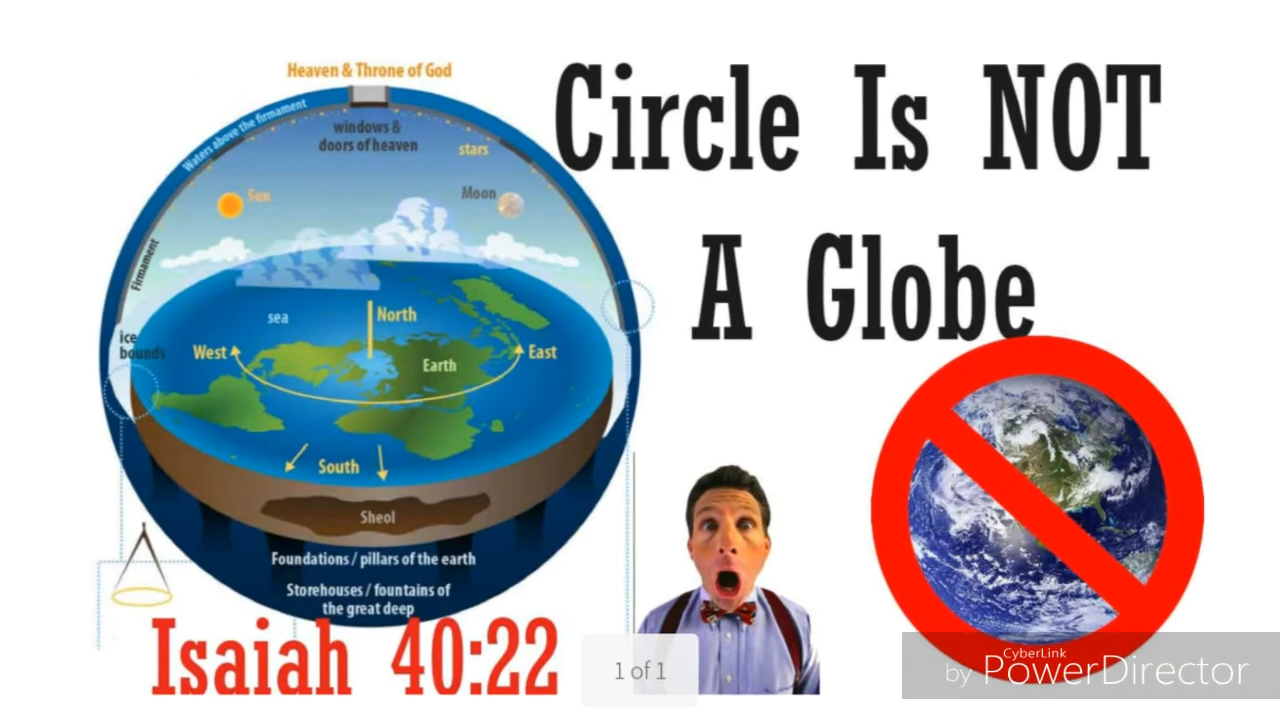 Heaven & Throne of God
Waters above the firmament
windows &
doors of heaven
stars
Sun
Moon
Firmament
ice
bounds
sea
North
West
East
Earth
South
Sheol
Foundations / pillars of the earth
Storehouses / fountains of
the great deep
Isaiah 40:22
Circle Is NOT
A Globe
1 of 1
CyberLink
by PowerDirector